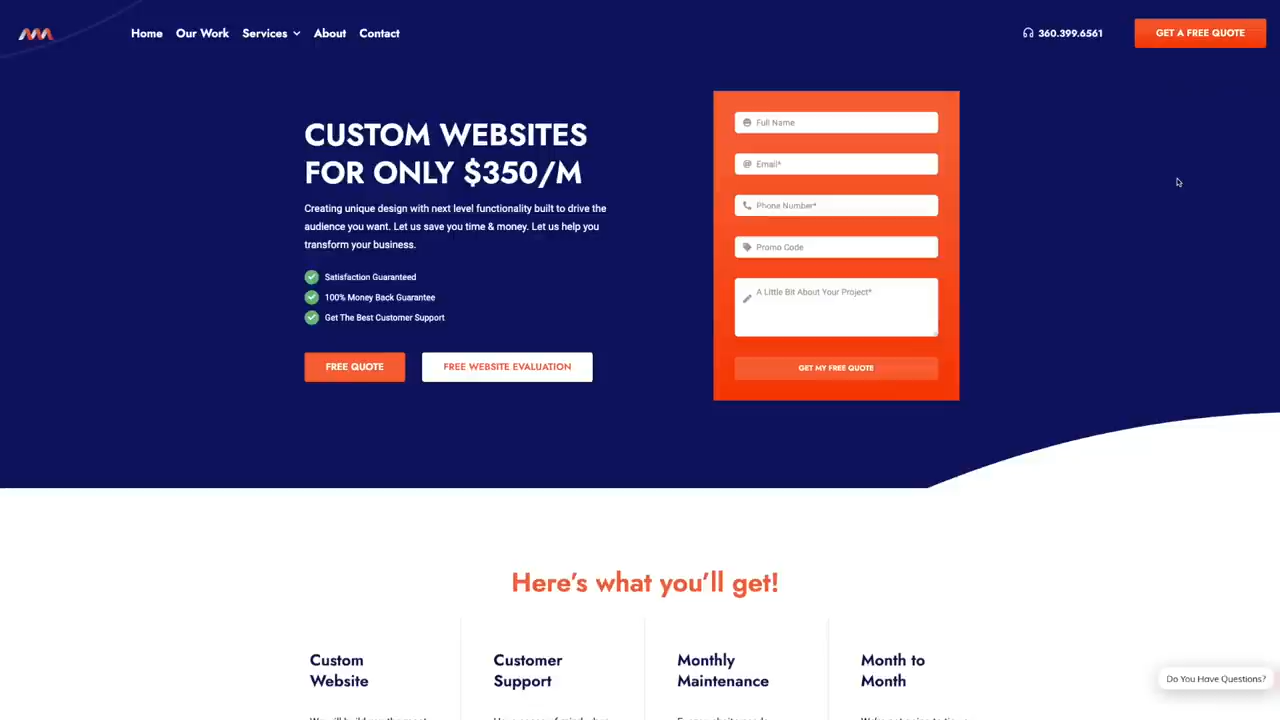 Home Our Work Services About Contact
360.399.6561
GET A FREE QUOTE
CUSTOM WEBSITES
FOR ONLY $350/M
Creating unique design with next level functionality built to drive the
audience you want. Let us save you time & money. Let us help you
transform your business.
Satisfaction Guaranteed
100% Money Back Guarantee
Get The Best Customer Support
FREE QUOTE
FREE WEBSITE EVALUATION
Full Name
Email*
Phone Number*
Promo Code
A Little Bit About Your Project*
GET MY FREE QUOTE
Here's what you'll get!
Custom
Website
Customer
Support
Monthly
Maintenance
Month to
Month
Do You Have Questions?